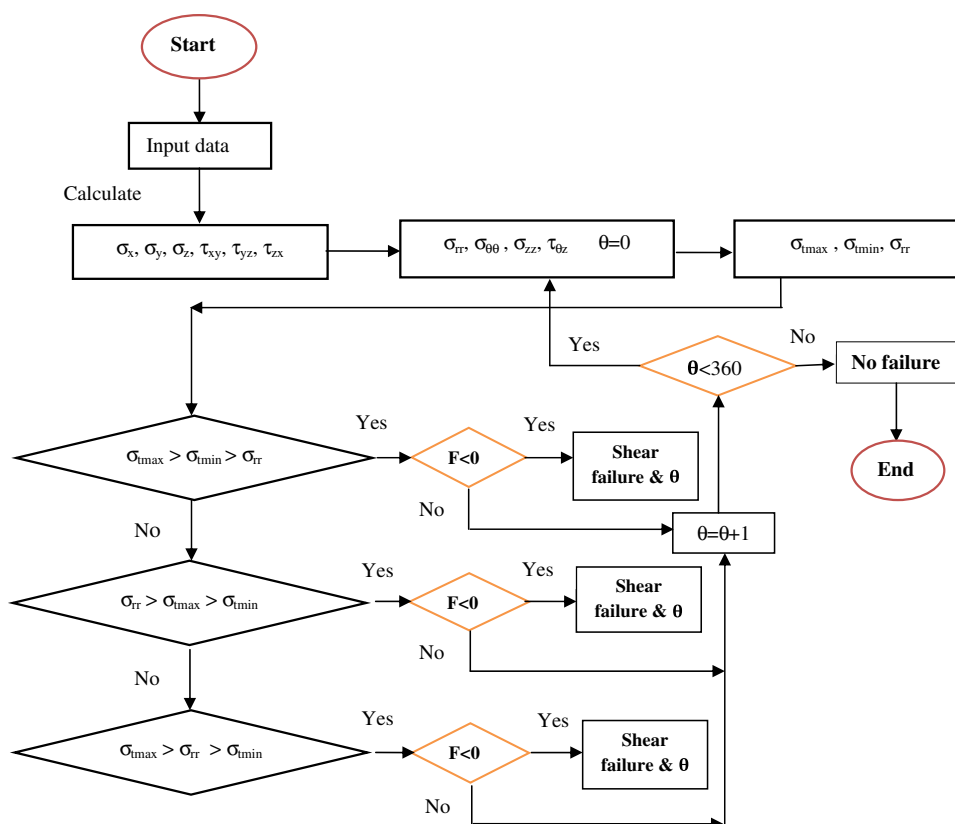 Start
Input data
Calculate
σx, σy, σz, τxy, τyz, τzx
σrr, σθθ, σzz, τθz θ=0
σtmax , σtmin, σrr
Yes
θ<360
No
No failure
End
σtmax > σtmin > σrr
Yes
F<0
Yes
Shear
failure & θ
No
θ=θ+1
No
σrr > σtmax > σtmin
Yes
F<0
Yes
Shear
failure & θ
No
No
σtmax > σrr > σtmin
Yes
F<0
Yes
Shear
failure & θ
No